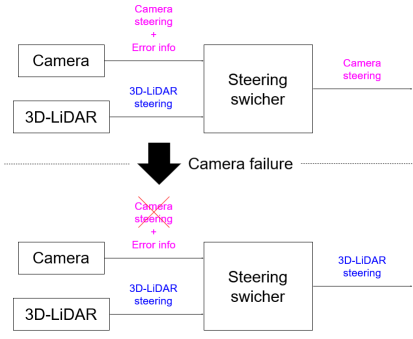 Camera
steering
+
Error info
Camera
3D-LiDAR
steering
3D-LiDAR
Steering
swicher
Camera
steering
Camera failure
Camera
steering
+
Error info
Camera
3D-LiDAR
steering
3D-LiDAR
Steering
swicher
3D-LiDAR
steering